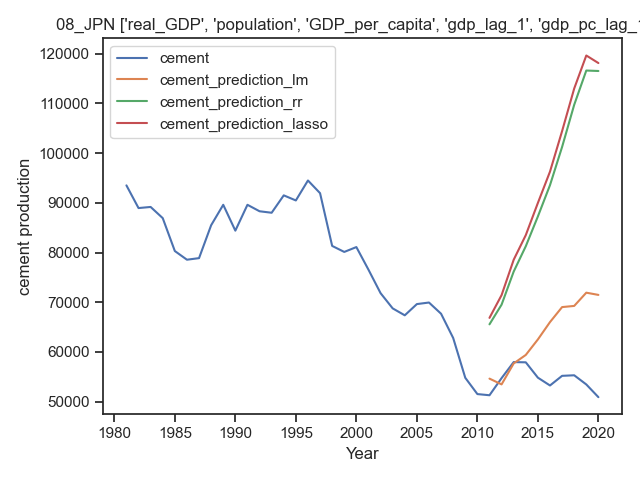 08_JPN ['real_GDP', 'population', 'GDP_per_capita', 'gdp_lag_1', 'gdp_pc_lag_1
cement
cement_prediction_lm
cement_prediction_rr
cement_prediction_lasso
120000
110000
100000
90000
80000
70000
60000
50000
cement production
1980 1985 1990 1995 2000 2005 2010 2015 2020
Year